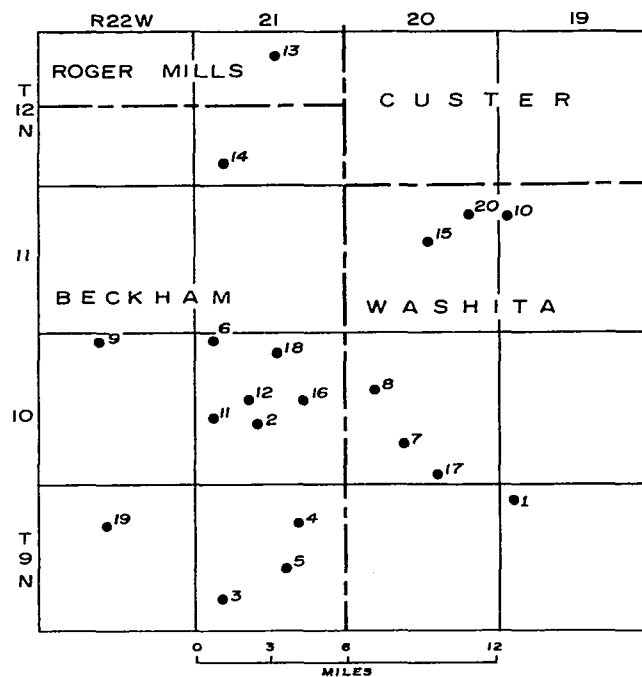 R22W 21 20 19
13
ROGER MILLS
T
12
N
CUSTER
14
20 10
15
11
BECKHAM
WASHITA
9 6
18
8
12 16
10
11 2
7
17
1
19 4
T
9
N
5
3
0 3 6 12
MILES